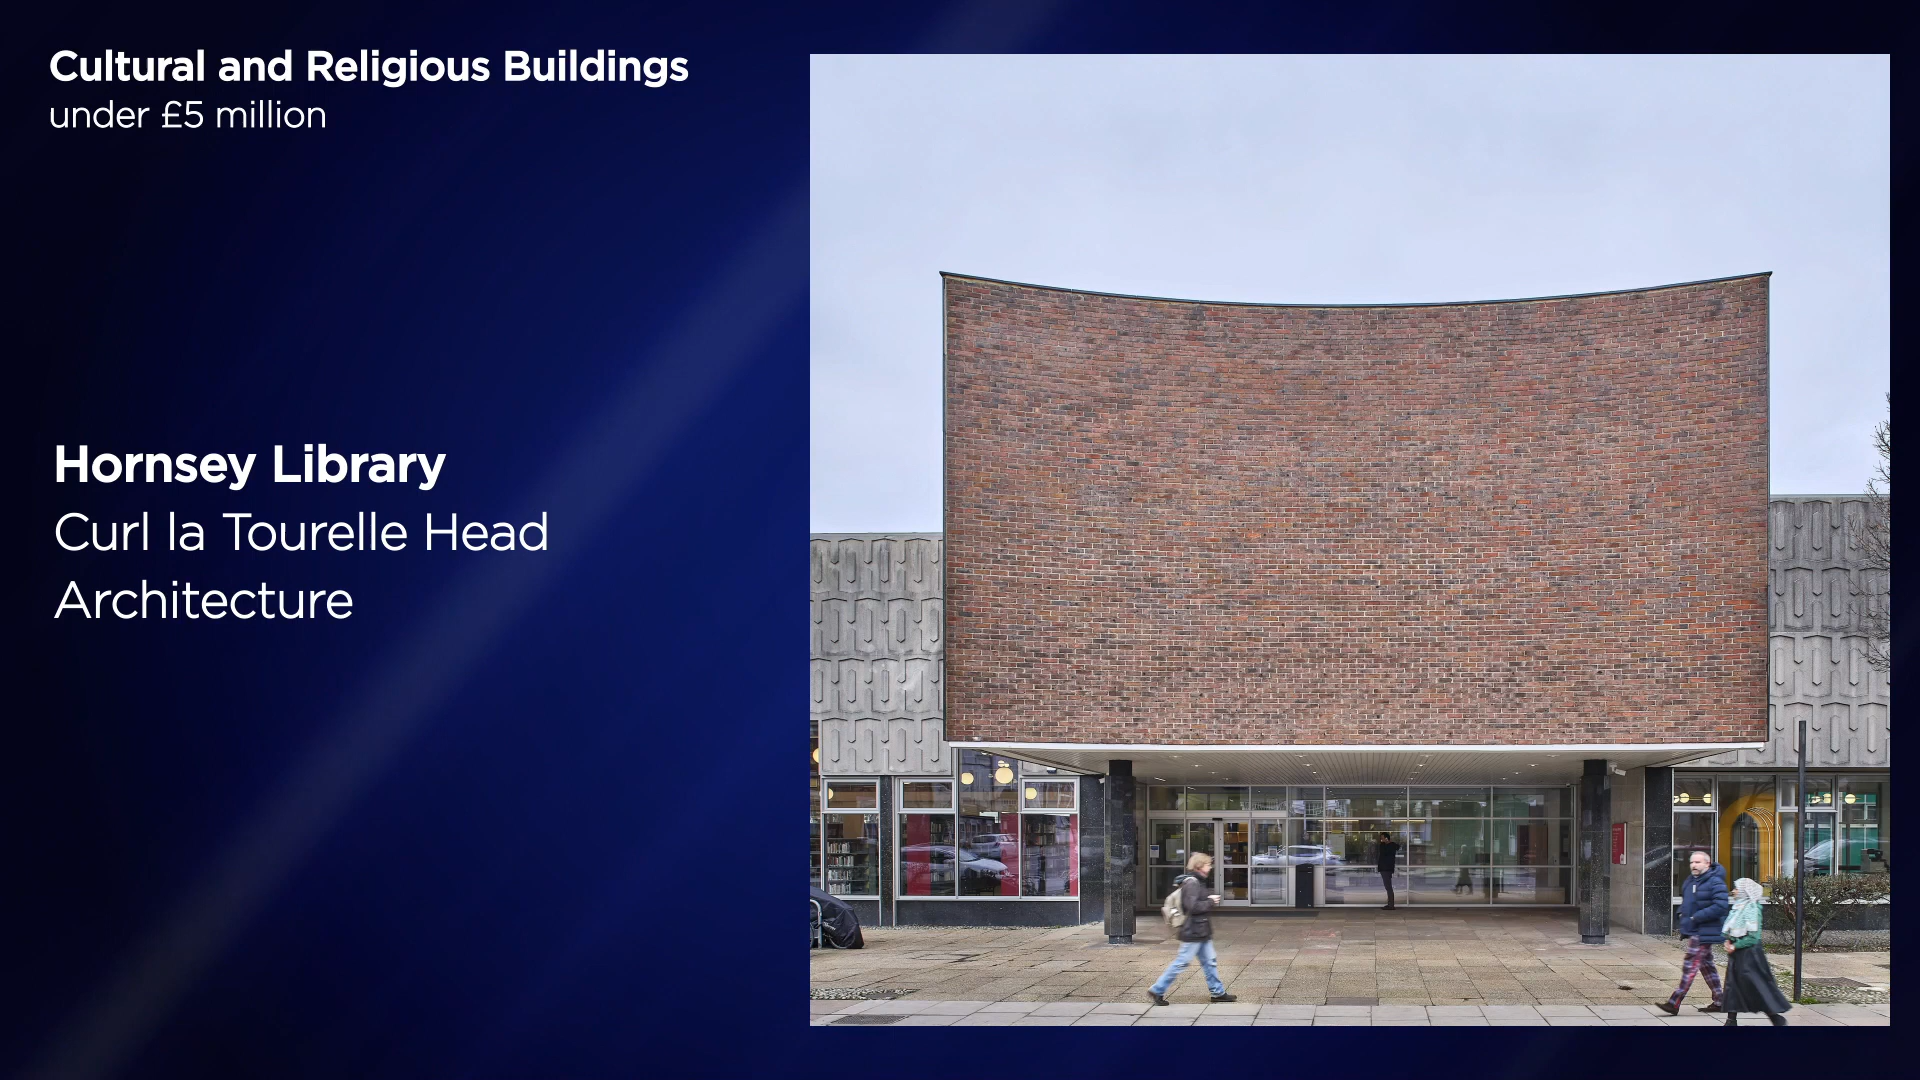 Cultural and Religious Buildings
under £5 million
Hornsey Library
Curl la Tourelle Head
Architecture